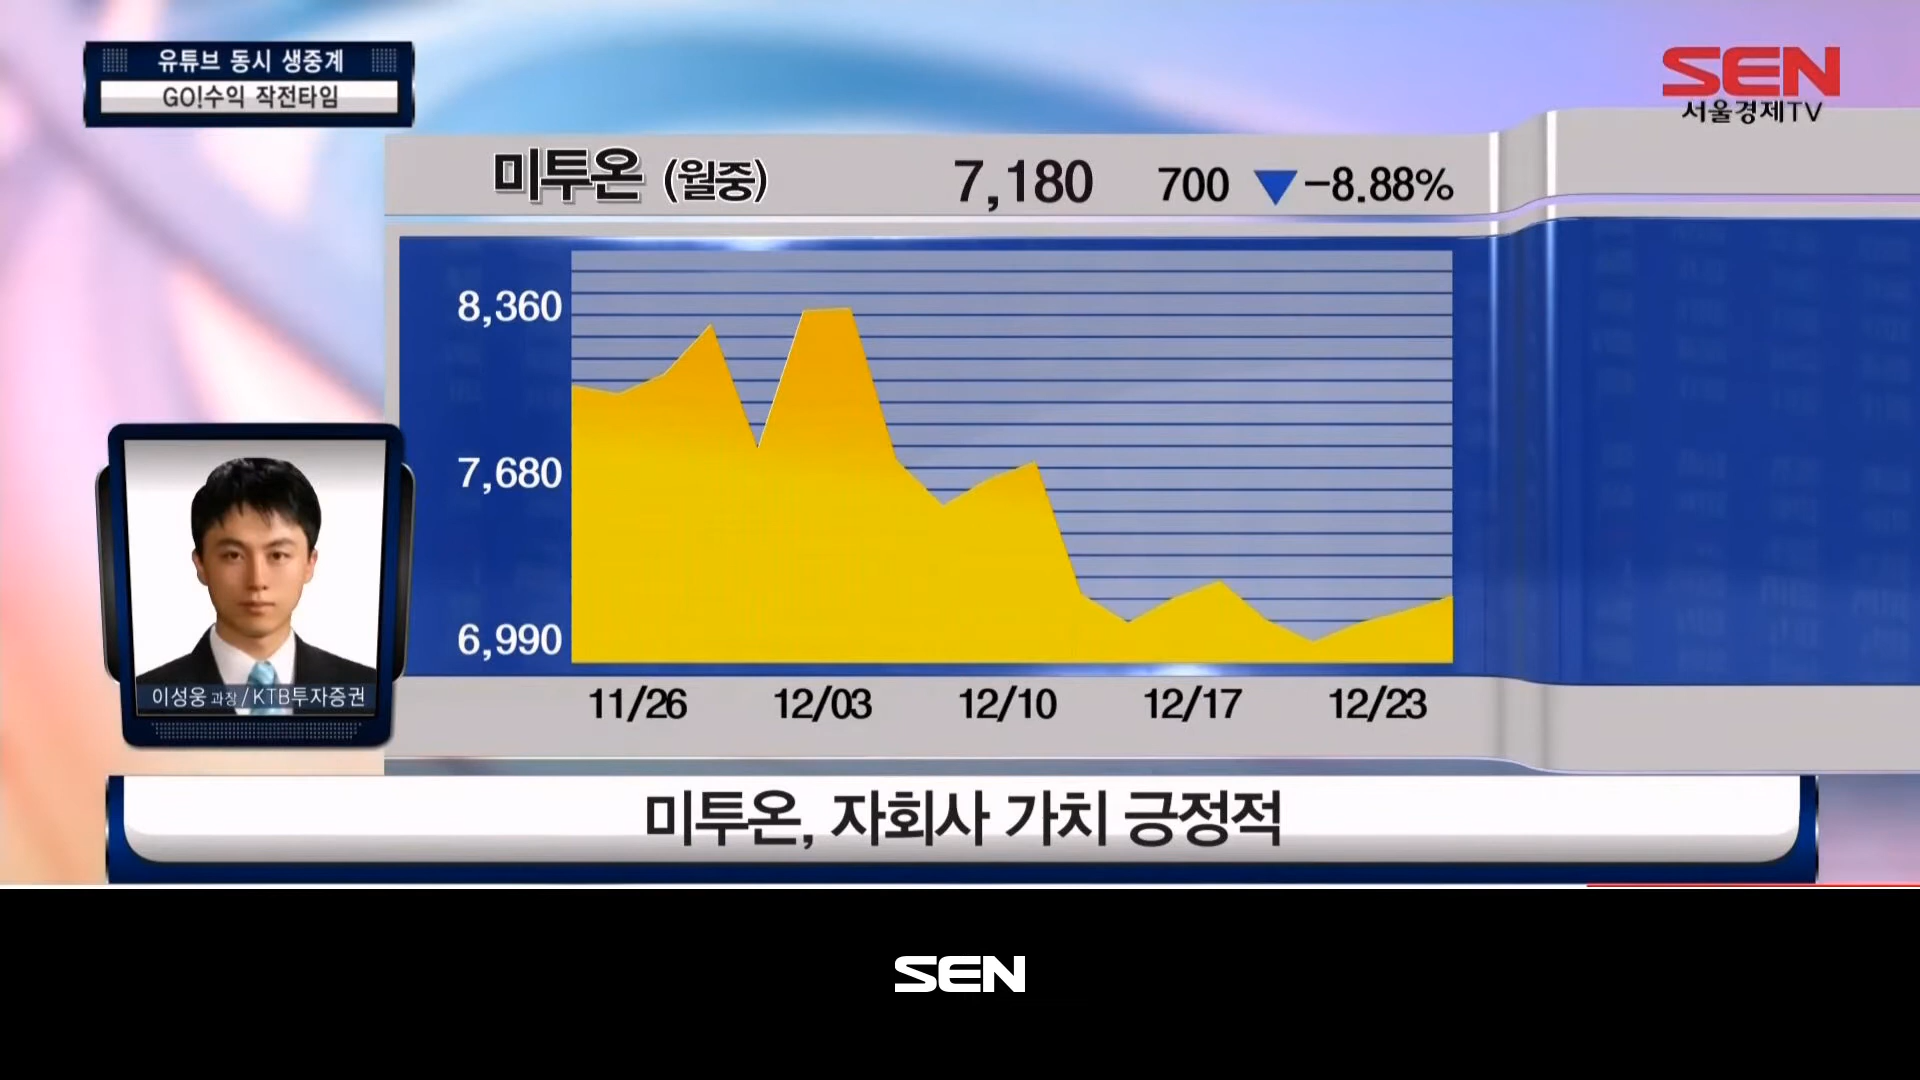 유튜브 동시 생중계
GO!수익 작전타임
SEN
서울경제TV
미투온 (월중) 7,180 700 ▼-8.88%
8,360
7,680
6,990
11/26 12/03 12/10 12/17 12/23
이성웅 과장 / KTB투자증권
미투온, 자회사 가치 긍정적
SEN